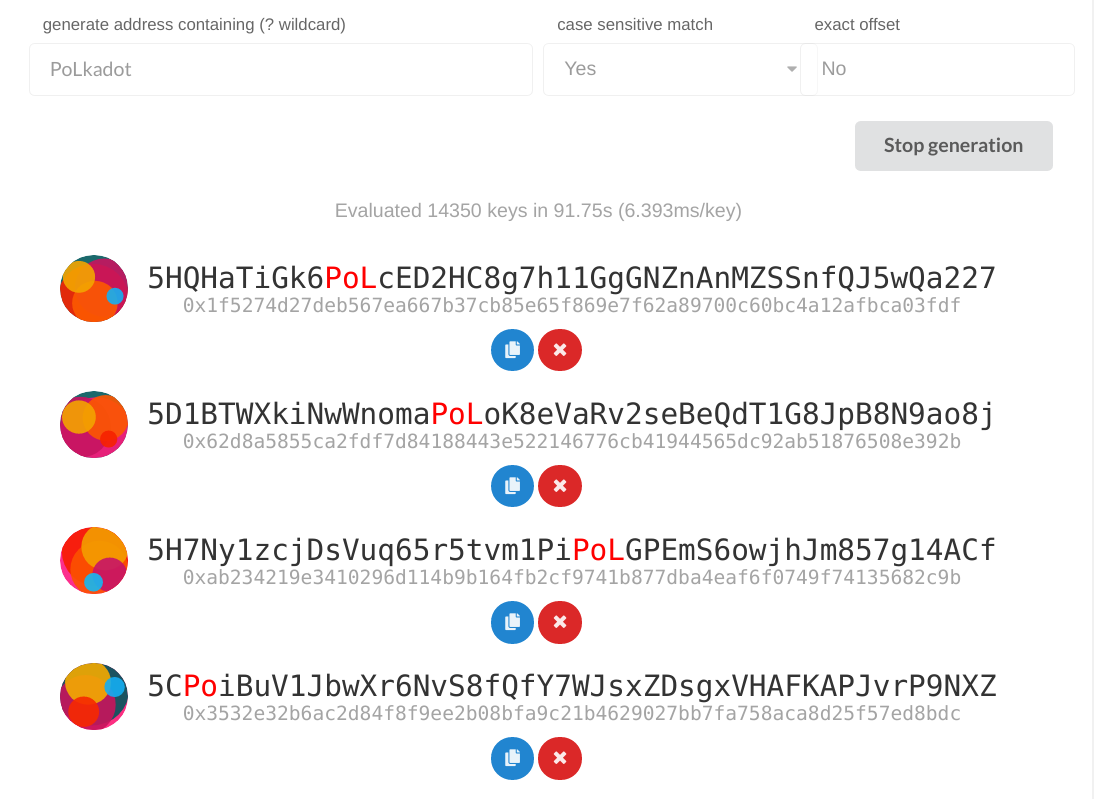 generate address containing (? wildcard) case sensitive match exact offset
PoLkadot Yes No
Stop generation
Evaluated 14350 keys in 91.75s (6.393ms/key)
5HQHaTiGk6PoLcED2HC8g7h11GgGNZnAnMZSSnfQJ5wQa227
0x1f5274d27deb567ea667b37cb85e65f869e7f62a89700c60bc4a12afbca03fdf
5D1BTWXkiNwWnomaPoLoK8eVaRv2seBeQdT1G8JpB8N9ao8j
0x62d8a5855ca2fdf7d84188443e522146776cb41944565dc92ab51876508e392b
5H7Ny1zcjDsVuq65r5tvm1PiPoLGPEmS6owjhJm857g14ACf
0xab234219e3410296d114b9b164fb2cf9741b877dba4eaf6f0749f74135682c9b
5CPoiBuV1JbwXr6NvS8fQfY7WJsxZDsgxVHAFKAPJvrP9NXZ
0x3532e32b6ac2d84f8f9ee2b08bfa9c21b4629027bb7fa758aca8d25f57ed8bdc